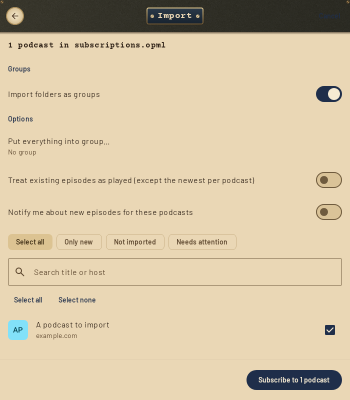 Import
1 podcast in subscriptions.opml
Groups
Import folders as groups
Options
Put everything into group...
No group
Treat existing episodes as played (except the newest per podcast)
Notify me about new episodes for these podcasts
Select all
Only new
Not imported
Needs attention
Search title or host
Select all
Select none
AP
A podcast to import
example.com
Subscribe to 1 podcast